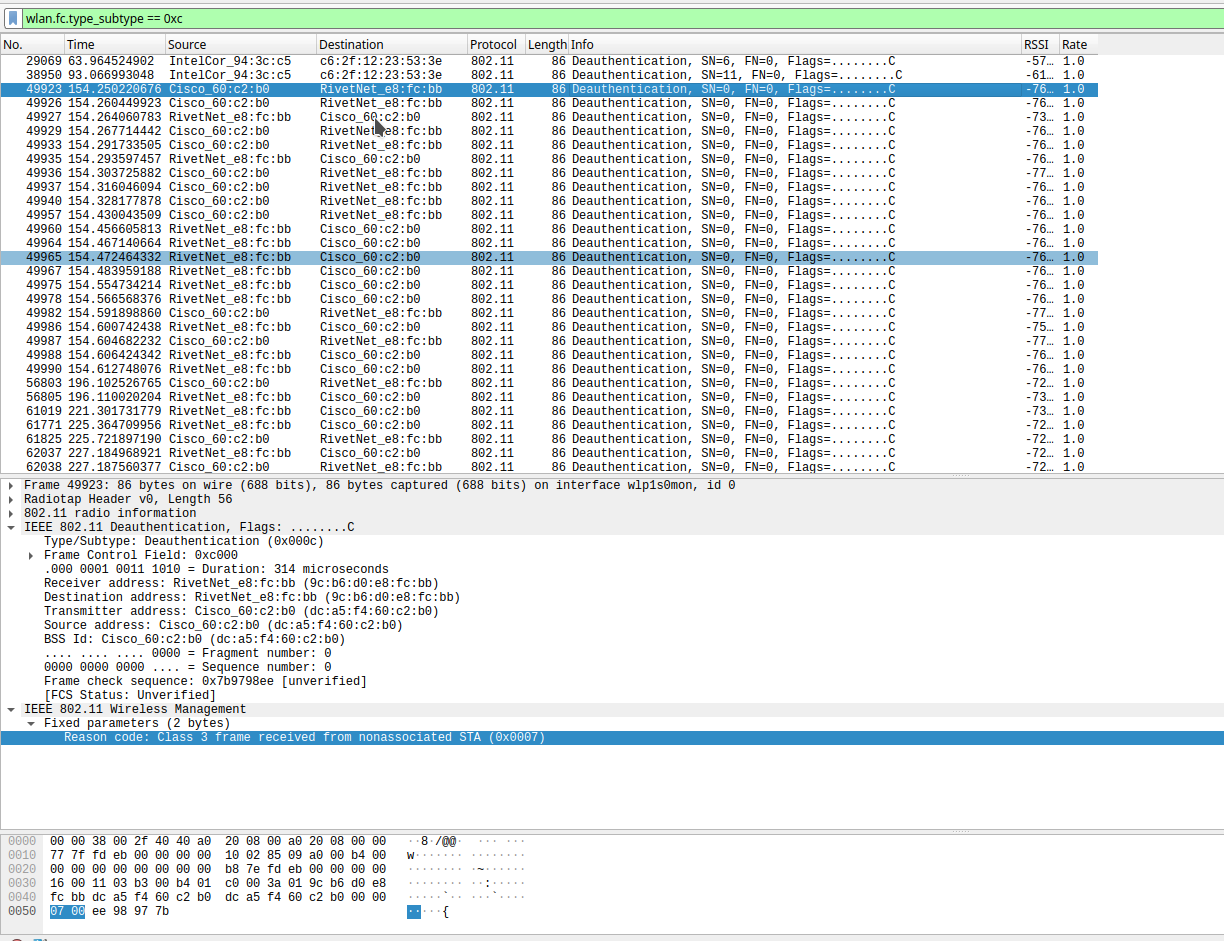 wlan.fc.type_subtype == 0xc
No. Time Source Destination Protocol Length Info RSSI Rate
29069 63.964524902 IntelCor_94:3c:c5 c6:2f:12:23:53:3e 802.11 86 Deauthentication, SN=6, FN=0, Flags=........C -57… 1.0
38950 93.066993048 IntelCor_94:3c:c5 c6:2f:12:23:53:3e 802.11 86 Deauthentication, SN=11, FN=0, Flags=........C -61… 1.0
49923 154.250220676 Cisco_60:c2:b0 RivetNet_e8:fc:bb 802.11 86 Deauthentication, SN=0, FN=0, Flags=........C -76… 1.0
49926 154.260449923 Cisco_60:c2:b0 RivetNet_e8:fc:bb 802.11 86 Deauthentication, SN=0, FN=0, Flags=........C -76… 1.0
49927 154.264060783 RivetNet_e8:fc:bb Cisco_60:c2:b0 802.11 86 Deauthentication, SN=0, FN=0, Flags=........C -73… 1.0
49929 154.267714442 Cisco_60:c2:b0 RivetNet_e8:fc:bb 802.11 86 Deauthentication, SN=0, FN=0, Flags=........C -76… 1.0
49933 154.291733505 Cisco_60:c2:b0 RivetNet_e8:fc:bb 802.11 86 Deauthentication, SN=0, FN=0, Flags=........C -76… 1.0
49935 154.293597457 RivetNet_e8:fc:bb Cisco_60:c2:b0 802.11 86 Deauthentication, SN=0, FN=0, Flags=........C -76… 1.0
49936 154.303725882 Cisco_60:c2:b0 RivetNet_e8:fc:bb 802.11 86 Deauthentication, SN=0, FN=0, Flags=........C -77… 1.0
49937 154.316046094 Cisco_60:c2:b0 RivetNet_e8:fc:bb 802.11 86 Deauthentication, SN=0, FN=0, Flags=........C -76… 1.0
49940 154.328177878 Cisco_60:c2:b0 RivetNet_e8:fc:bb 802.11 86 Deauthentication, SN=0, FN=0, Flags=........C -76… 1.0
49957 154.430043509 Cisco_60:c2:b0 RivetNet_e8:fc:bb 802.11 86 Deauthentication, SN=0, FN=0, Flags=........C -76… 1.0
49960 154.456605813 RivetNet_e8:fc:bb Cisco_60:c2:b0 802.11 86 Deauthentication, SN=0, FN=0, Flags=........C -76… 1.0
49964 154.467140664 RivetNet_e8:fc:bb Cisco_60:c2:b0 802.11 86 Deauthentication, SN=0, FN=0, Flags=........C -76… 1.0
49965 154.472464332 RivetNet_e8:fc:bb Cisco_60:c2:b0 802.11 86 Deauthentication, SN=0, FN=0, Flags=........C -76… 1.0
49967 154.483959188 RivetNet_e8:fc:bb Cisco_60:c2:b0 802.11 86 Deauthentication, SN=0, FN=0, Flags=........C -76… 1.0
49975 154.554734214 RivetNet_e8:fc:bb Cisco_60:c2:b0 802.11 86 Deauthentication, SN=0, FN=0, Flags=........C -76… 1.0
49978 154.566568376 RivetNet_e8:fc:bb Cisco_60:c2:b0 802.11 86 Deauthentication, SN=0, FN=0, Flags=........C -76… 1.0
49982 154.591898860 Cisco_60:c2:b0 RivetNet_e8:fc:bb 802.11 86 Deauthentication, SN=0, FN=0, Flags=........C -77… 1.0
49986 154.600742438 RivetNet_e8:fc:bb Cisco_60:c2:b0 802.11 86 Deauthentication, SN=0, FN=0, Flags=........C -75… 1.0
49987 154.604682232 Cisco_60:c2:b0 RivetNet_e8:fc:bb 802.11 86 Deauthentication, SN=0, FN=0, Flags=........C -77… 1.0
49988 154.606424342 RivetNet_e8:fc:bb Cisco_60:c2:b0 802.11 86 Deauthentication, SN=0, FN=0, Flags=........C -76… 1.0
49990 154.612748076 RivetNet_e8:fc:bb Cisco_60:c2:b0 802.11 86 Deauthentication, SN=0, FN=0, Flags=........C -76… 1.0
56803 196.102526765 Cisco_60:c2:b0 RivetNet_e8:fc:bb 802.11 86 Deauthentication, SN=0, FN=0, Flags=........C -72… 1.0
56805 196.110020204 RivetNet_e8:fc:bb Cisco_60:c2:b0 802.11 86 Deauthentication, SN=0, FN=0, Flags=........C -73… 1.0
61019 221.301731779 RivetNet_e8:fc:bb Cisco_60:c2:b0 802.11 86 Deauthentication, SN=0, FN=0, Flags=........C -73… 1.0
61771 225.364709956 RivetNet_e8:fc:bb Cisco_60:c2:b0 802.11 86 Deauthentication, SN=0, FN=0, Flags=........C -72… 1.0
61825 225.721897190 Cisco_60:c2:b0 RivetNet_e8:fc:bb 802.11 86 Deauthentication, SN=0, FN=0, Flags=........C -72… 1.0
62037 227.184968921 RivetNet_e8:fc:bb Cisco_60:c2:b0 802.11 86 Deauthentication, SN=0, FN=0, Flags=........C -72… 1.0
62038 227.187560377 Cisco_60:c2:b0 RivetNet_e8:fc:bb 802.11 86 Deauthentication, SN=0, FN=0, Flags=........C -72… 1.0
Frame 49923: 86 bytes on wire (688 bits), 86 bytes captured (688 bits) on interface wlp1s0mon, id 0
Radiotap Header v0, Length 56
802.11 radio information
IEEE 802.11 Deauthentication, Flags: ........C
Type/Subtype: Deauthentication (0x000c)
Frame Control Field: 0xc000
.000 0001 0011 1010 = Duration: 314 microseconds
Receiver address: RivetNet_e8:fc:bb (9c:b6:d0:e8:fc:bb)
Destination address: RivetNet_e8:fc:bb (9c:b6:d0:e8:fc:bb)
Transmitter address: Cisco_60:c2:b0 (dc:a5:f4:60:c2:b0)
Source address: Cisco_60:c2:b0 (dc:a5:f4:60:c2:b0)
BSS Id: Cisco_60:c2:b0 (dc:a5:f4:60:c2:b0)
.... .... .... 0000 = Fragment number: 0
0000 0000 0000 .... = Sequence number: 0
Frame check sequence: 0x7b9798ee [unverified]
[FCS Status: Unverified]
IEEE 802.11 Wireless Management
Fixed parameters (2 bytes)
Reason code: Class 3 frame received from nonassociated STA (0x0007)
0000 00 00 38 00 2f 40 40 a0 20 08 00 a0 20 08 00 00 ··8·/@@· ··· ···
0010 77 7f fd eb 00 00 00 00 10 02 85 09 a0 00 b4 00 w······· ········
0020 00 00 00 00 00 00 00 00 b8 7e fd eb 00 00 00 00 ········ ·~······
0030 16 00 11 03 b3 00 b4 01 c0 00 3a 01 9c b6 d0 e8 ········ ··:·····
0040 fc bb dc a5 f4 60 c2 b0 dc a5 f4 60 c2 b0 00 00 ·····`·· ···`····
0050 07 00 ee 98 97 7b ·····{